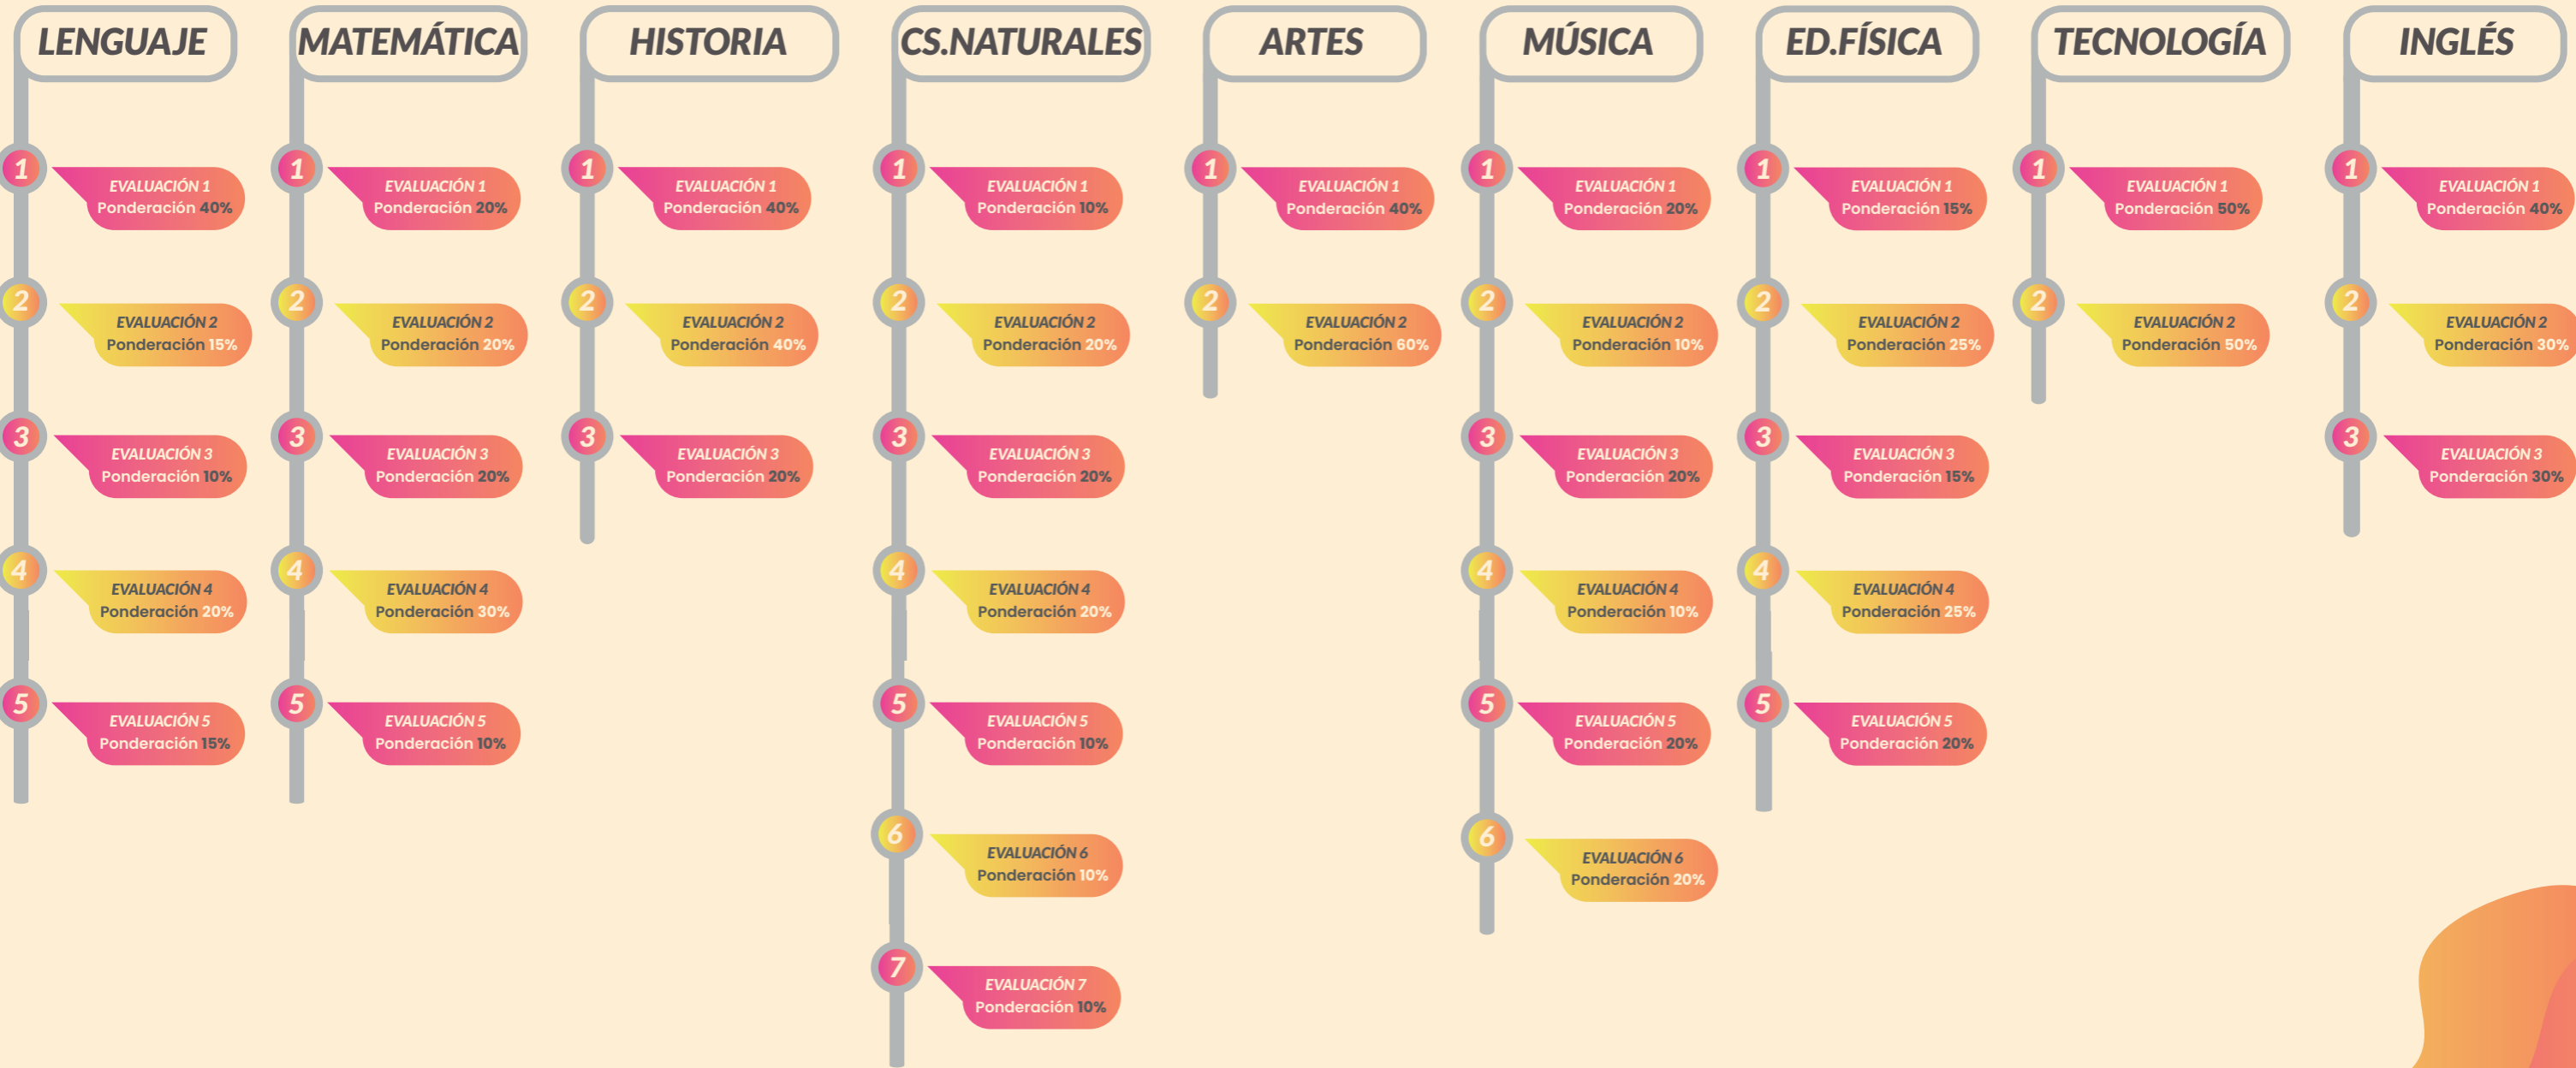 LENGUAJE
1
EVALUACIÓN 1
Ponderación 40%
2
EVALUACIÓN 2
Ponderación 15%
3
EVALUACIÓN 3
Ponderación 10%
4
EVALUACIÓN 4
Ponderación 20%
5
EVALUACIÓN 5
Ponderación 15%
MATEMÁTICA
1
EVALUACIÓN 1
Ponderación 20%
2
EVALUACIÓN 2
Ponderación 20%
3
EVALUACIÓN 3
Ponderación 20%
4
EVALUACIÓN 4
Ponderación 30%
5
EVALUACIÓN 5
Ponderación 10%
HISTORIA
1
EVALUACIÓN 1
Ponderación 40%
2
EVALUACIÓN 2
Ponderación 40%
3
EVALUACIÓN 3
Ponderación 20%
CS.NATURALES
1
EVALUACIÓN 1
Ponderación 10%
2
EVALUACIÓN 2
Ponderación 20%
3
EVALUACIÓN 3
Ponderación 20%
4
EVALUACIÓN 4
Ponderación 20%
5
EVALUACIÓN 5
Ponderación 10%
6
EVALUACIÓN 6
Ponderación 10%
7
EVALUACIÓN 7
Ponderación 10%
ARTES
1
EVALUACIÓN 1
Ponderación 40%
2
EVALUACIÓN 2
Ponderación 60%
MÚSICA
1
EVALUACIÓN 1
Ponderación 20%
2
EVALUACIÓN 2
Ponderación 10%
3
EVALUACIÓN 3
Ponderación 20%
4
EVALUACIÓN 4
Ponderación 10%
5
EVALUACIÓN 5
Ponderación 20%
6
EVALUACIÓN 6
Ponderación 20%
ED.FÍSICA
1
EVALUACIÓN 1
Ponderación 15%
2
EVALUACIÓN 2
Ponderación 25%
3
EVALUACIÓN 3
Ponderación 15%
4
EVALUACIÓN 4
Ponderación 25%
5
EVALUACIÓN 5
Ponderación 20%
TECNOLOGÍA
1
EVALUACIÓN 1
Ponderación 50%
2
EVALUACIÓN 2
Ponderación 50%
INGLÉS
1
EVALUACIÓN 1
Ponderación 40%
2
EVALUACIÓN 2
Ponderación 30%
3
EVALUACIÓN 3
Ponderación 30%